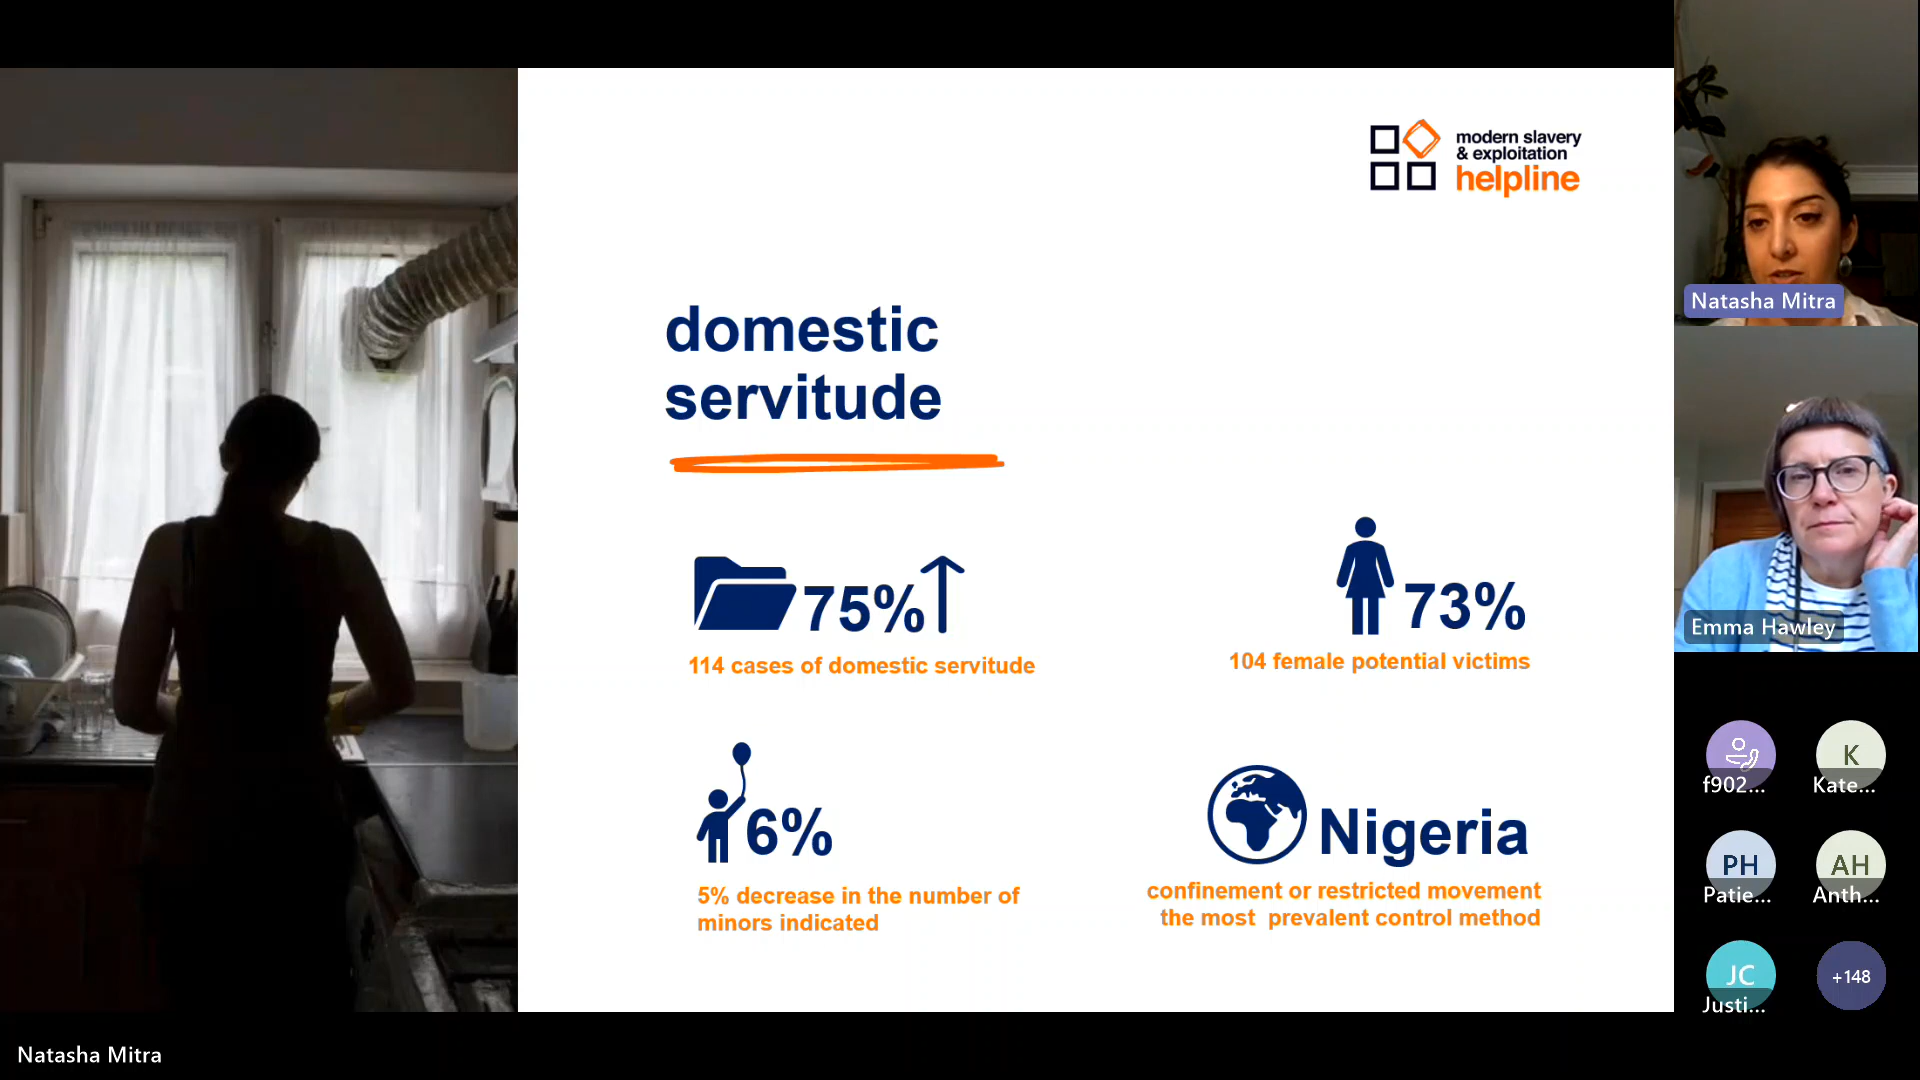 modern slavery
& exploitation
helpline
domestic
servitude
75%
114 cases of domestic servitude
73%
104 female potential victims
6%
5% decrease in the number of
minors indicated
Nigeria
confinement or restricted movement
the most  prevalent control method
Natasha Mitra
Emma Hawley
f902...
K
Kate...
PH
Patie...
AH
Anth...
JC
Justi...
+148
Natasha Mitra